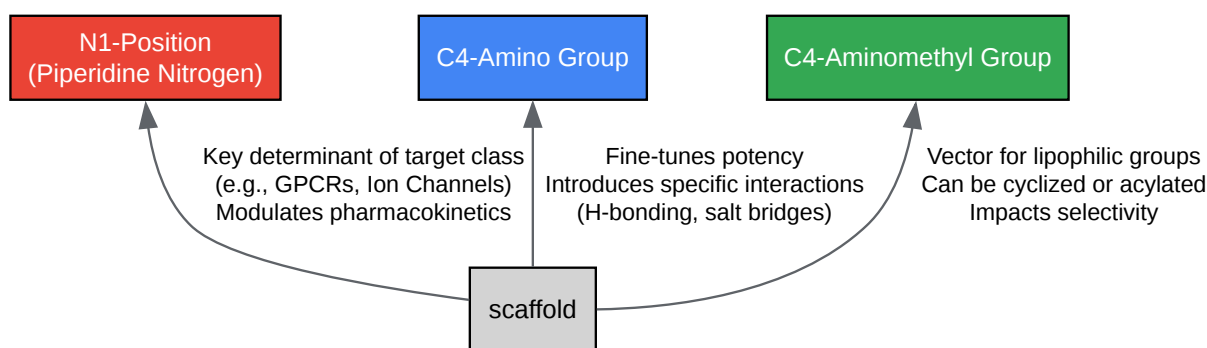 N1-Position
(Piperidine Nitrogen)
C4-Amino Group
C4-Aminomethyl Group
Key determinant of target class
(e.g., GPCRs, Ion Channels)
Modulates pharmacokinetics
Fine-tunes potency
Introduces specific interactions
(H-bonding, salt bridges)
Vector for lipophilic groups
Can be cyclized or acylated
Impacts selectivity
scaffold